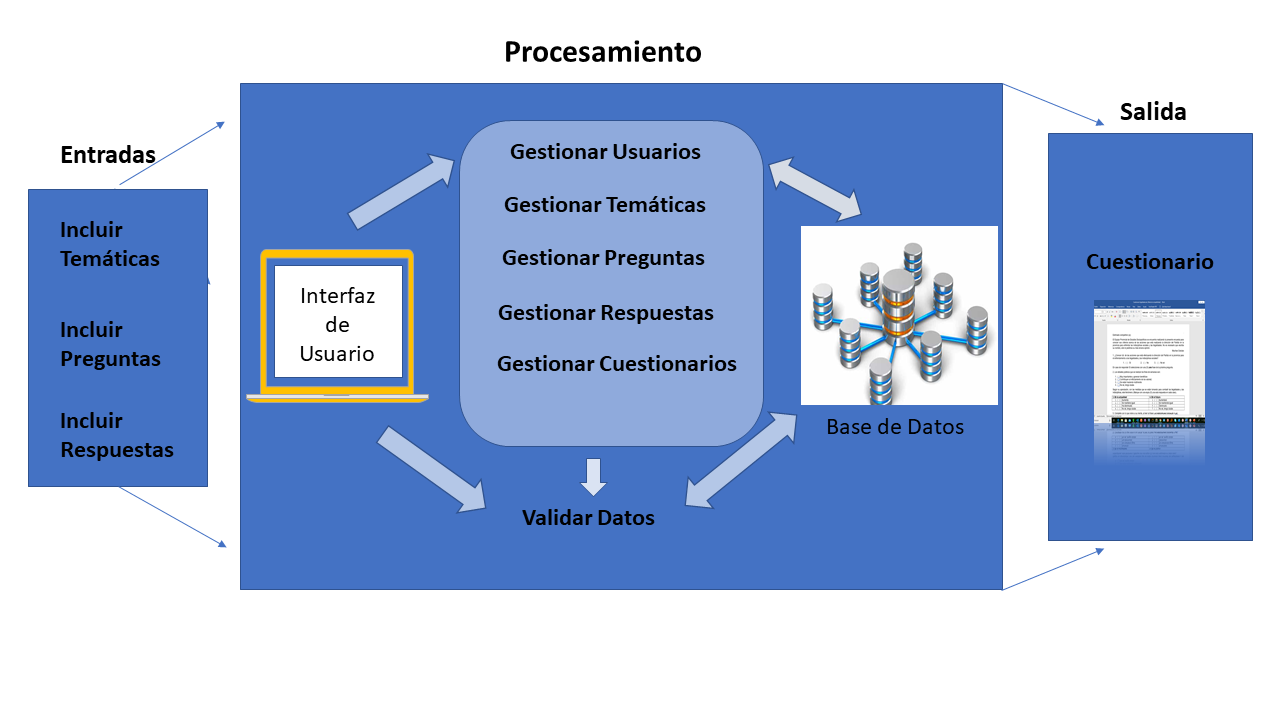 Procesamiento
Entradas
Incluir
Temáticas
Incluir
Preguntas
Incluir
Respuestas
Interfaz
de
Usuario
Gestionar Usuarios
Gestionar Temáticas
Gestionar Preguntas
Gestionar Respuestas
Gestionar Cuestionarios
Validar Datos
Base de Datos
Salida
Cuestionario